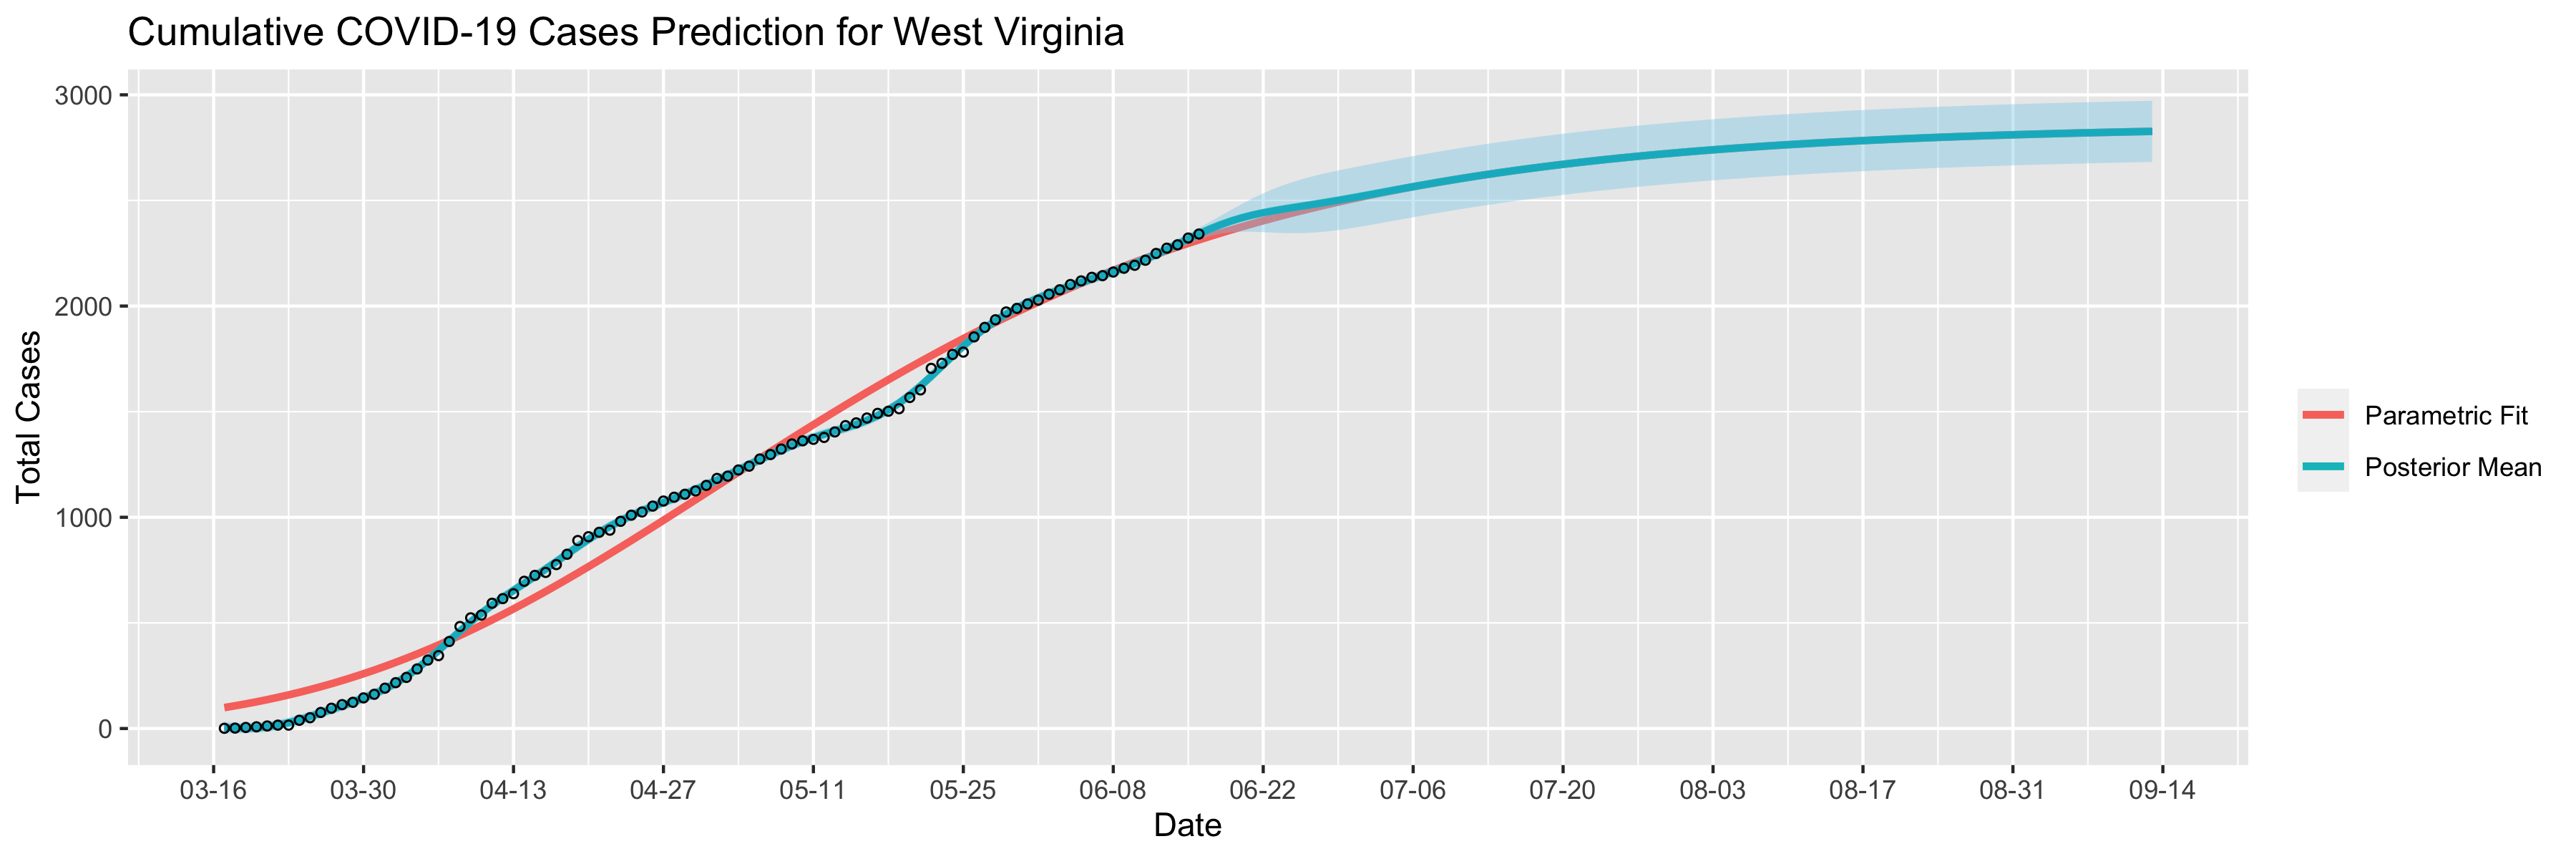 Cumulative COVID-19 Cases Prediction for West Virginia
3000
2000
1000
0
Total Cases
03-16 03-30 04-13 04-27 05-11 05-25 06-08 06-22 07-06 07-20 08-03 08-17 08-31 09-14
Date
Parametric Fit
Posterior Mean